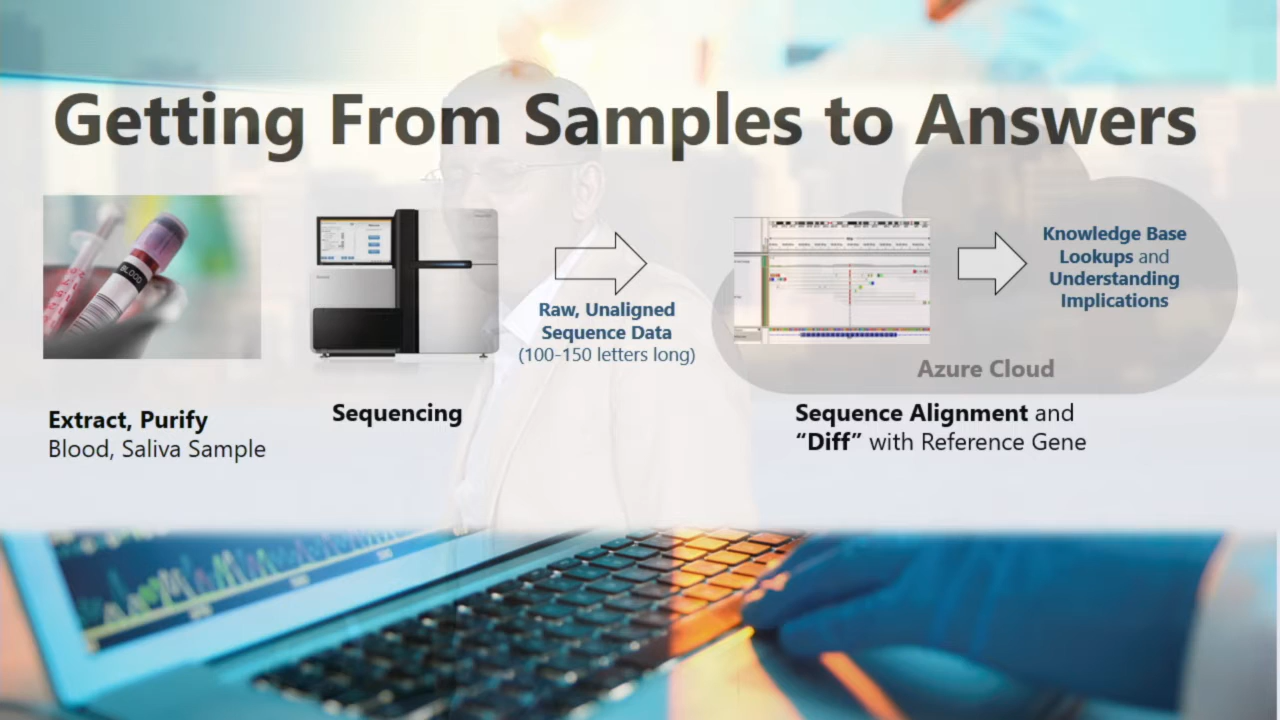 Getting From Samples to Answers
BLOOD
Raw, Unaligned
Sequence Data
(100-150 letters long)
Knowledge Base
Lookups and
Understanding
Implications
Azure Cloud
Extract, Purify
Blood, Saliva Sample
Sequencing
Sequence Alignment and
“Diff” with Reference Gene